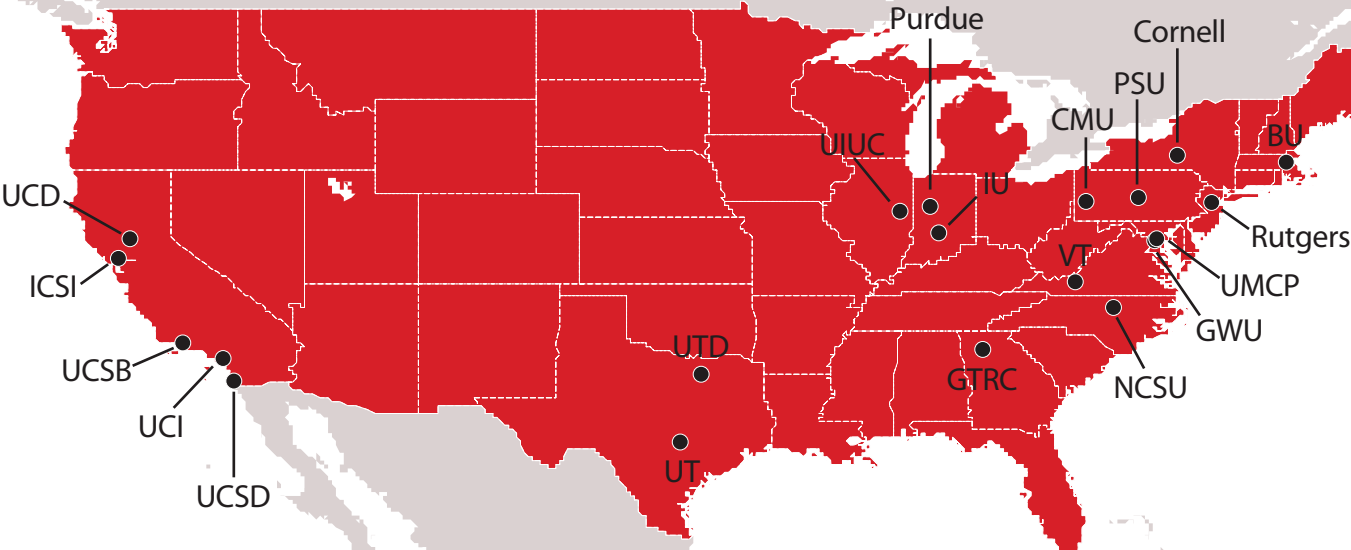 Purdue
Cornell
PSU
CMU
UIUC
BU
IU
UCD
Rutgers
VT
ICSI
UMCP
GWU
UTD
UCSB
GTRC
NCSU
UCI
UT
UCSD